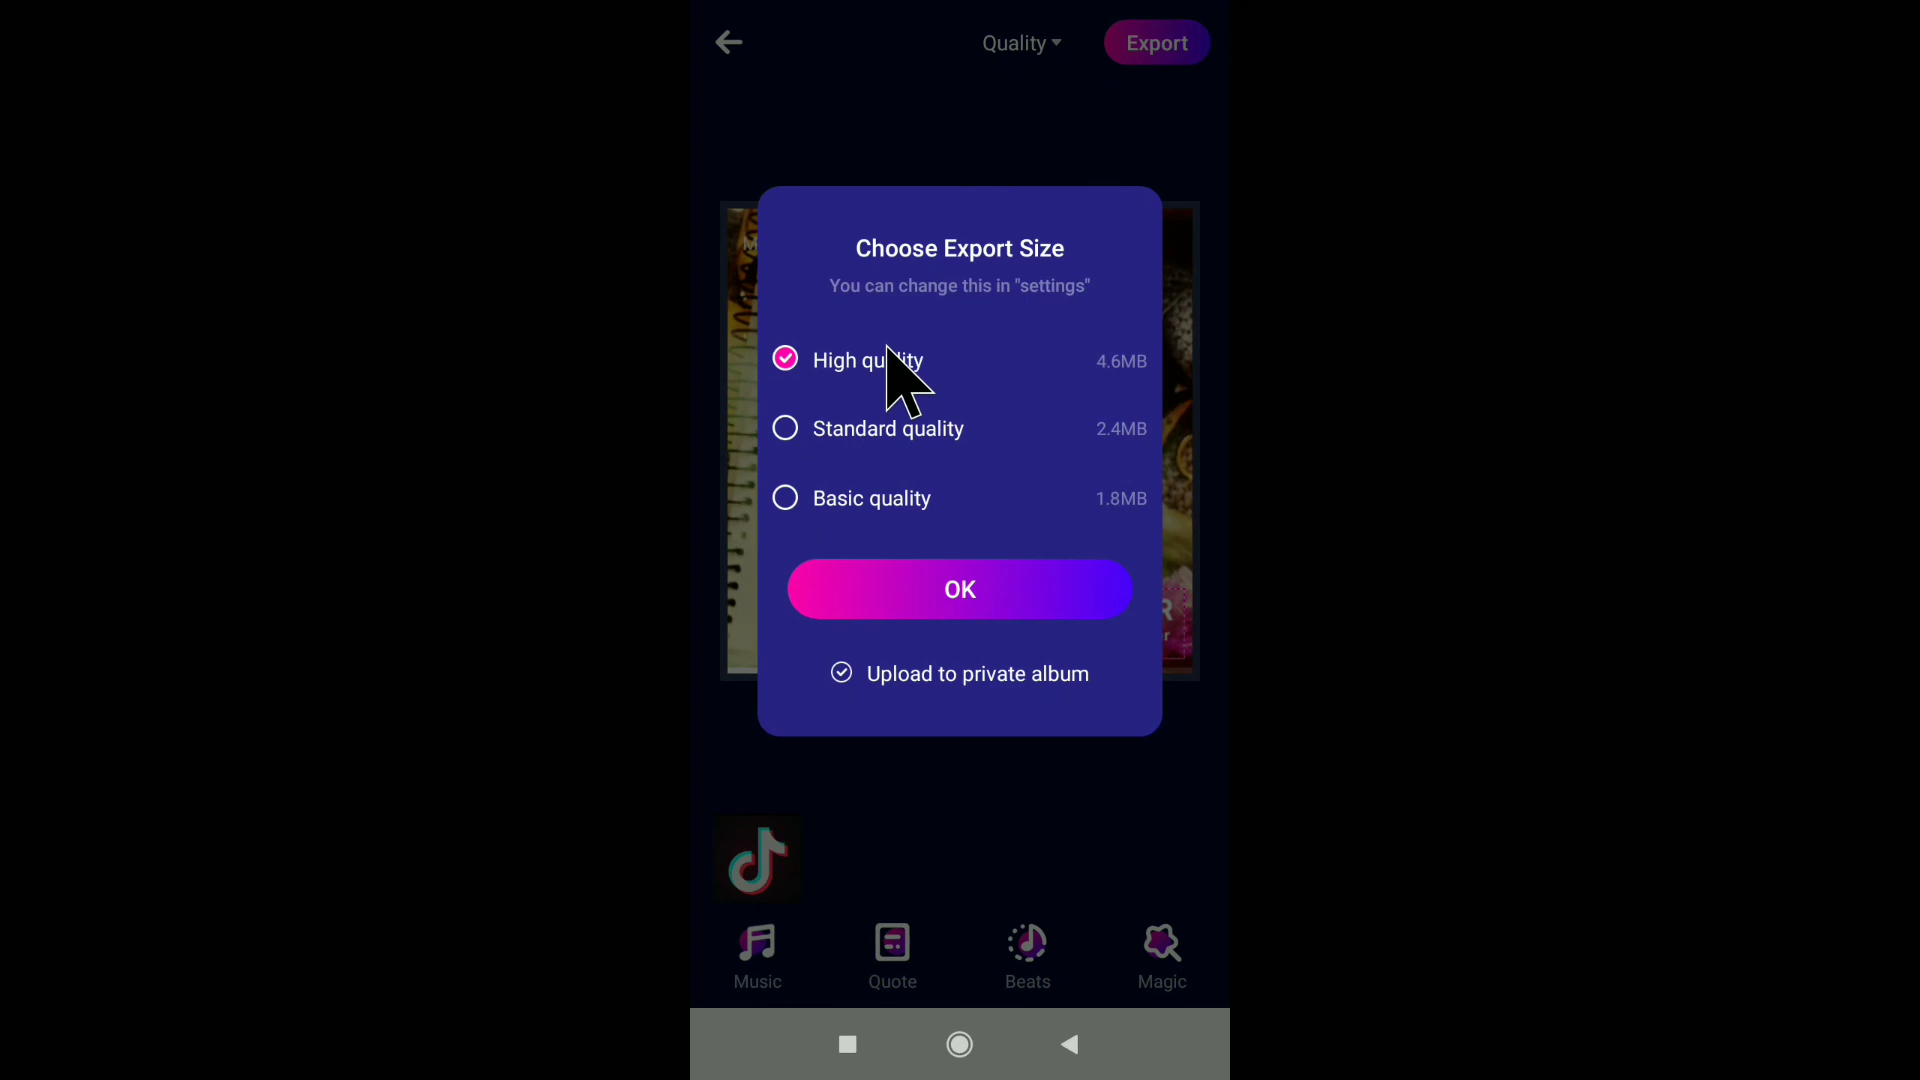 Quality
Export
Choose Export Size
You can change this in "settings"
High quality
4.6MB
Standard quality
2.4MB
Basic quality
1.8MB
OK
Upload to private album
Music
Quote
Beats
Magic